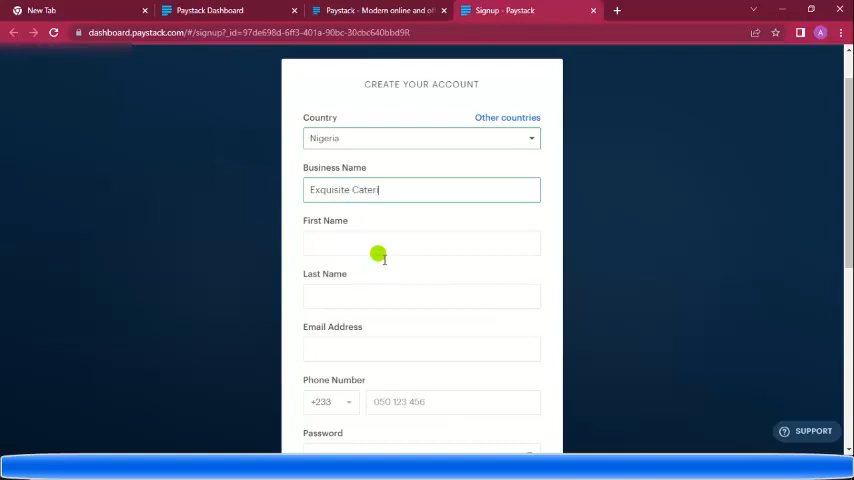 New Tab
Paystack Dashboard
Paystack - Modern online and of
Signup - Paystack
dashboard.paystack.com/#/signup?_id=97de698d-6ff3-401a-90bc-30cbc640bbd9R
A
CREATE YOUR ACCOUNT
Country
Other countries
Nigeria
Business Name
Exquisite Cateri
First Name
Last Name
Email Address
Phone Number
+233
050 123 456
Password
SUPPORT